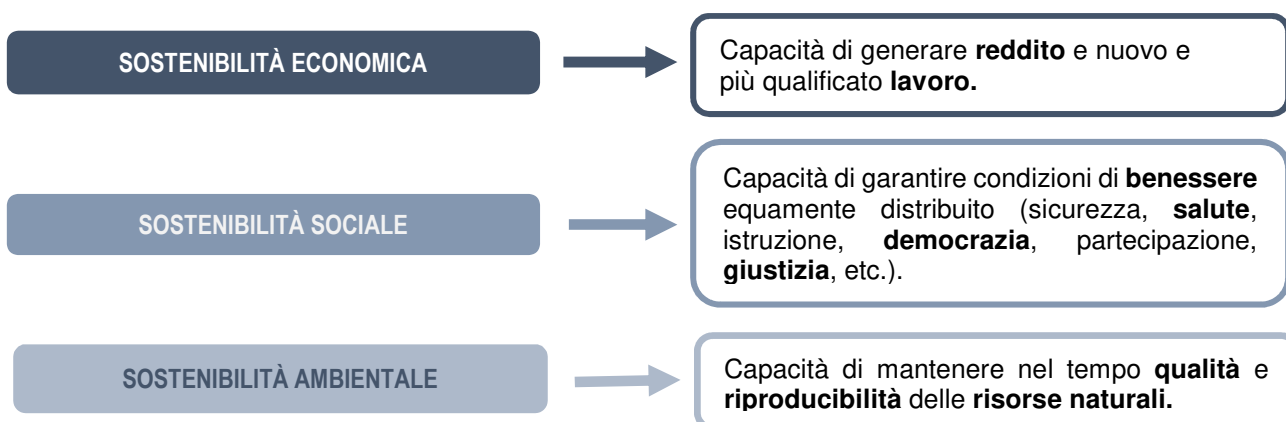 SOSTENIBILITÀ ECONOMICA
Capacità di generare reddito e nuovo e
più qualificato lavoro.
SOSTENIBILITÀ SOCIALE
Capacità di garantire condizioni di benessere
equamente distribuito (sicurezza, salute,
istruzione, democrazia, partecipazione,
giustizia, etc.).
SOSTENIBILITÀ AMBIENTALE
Capacità di mantenere nel tempo qualità e
riproducibilità delle risorse naturali.